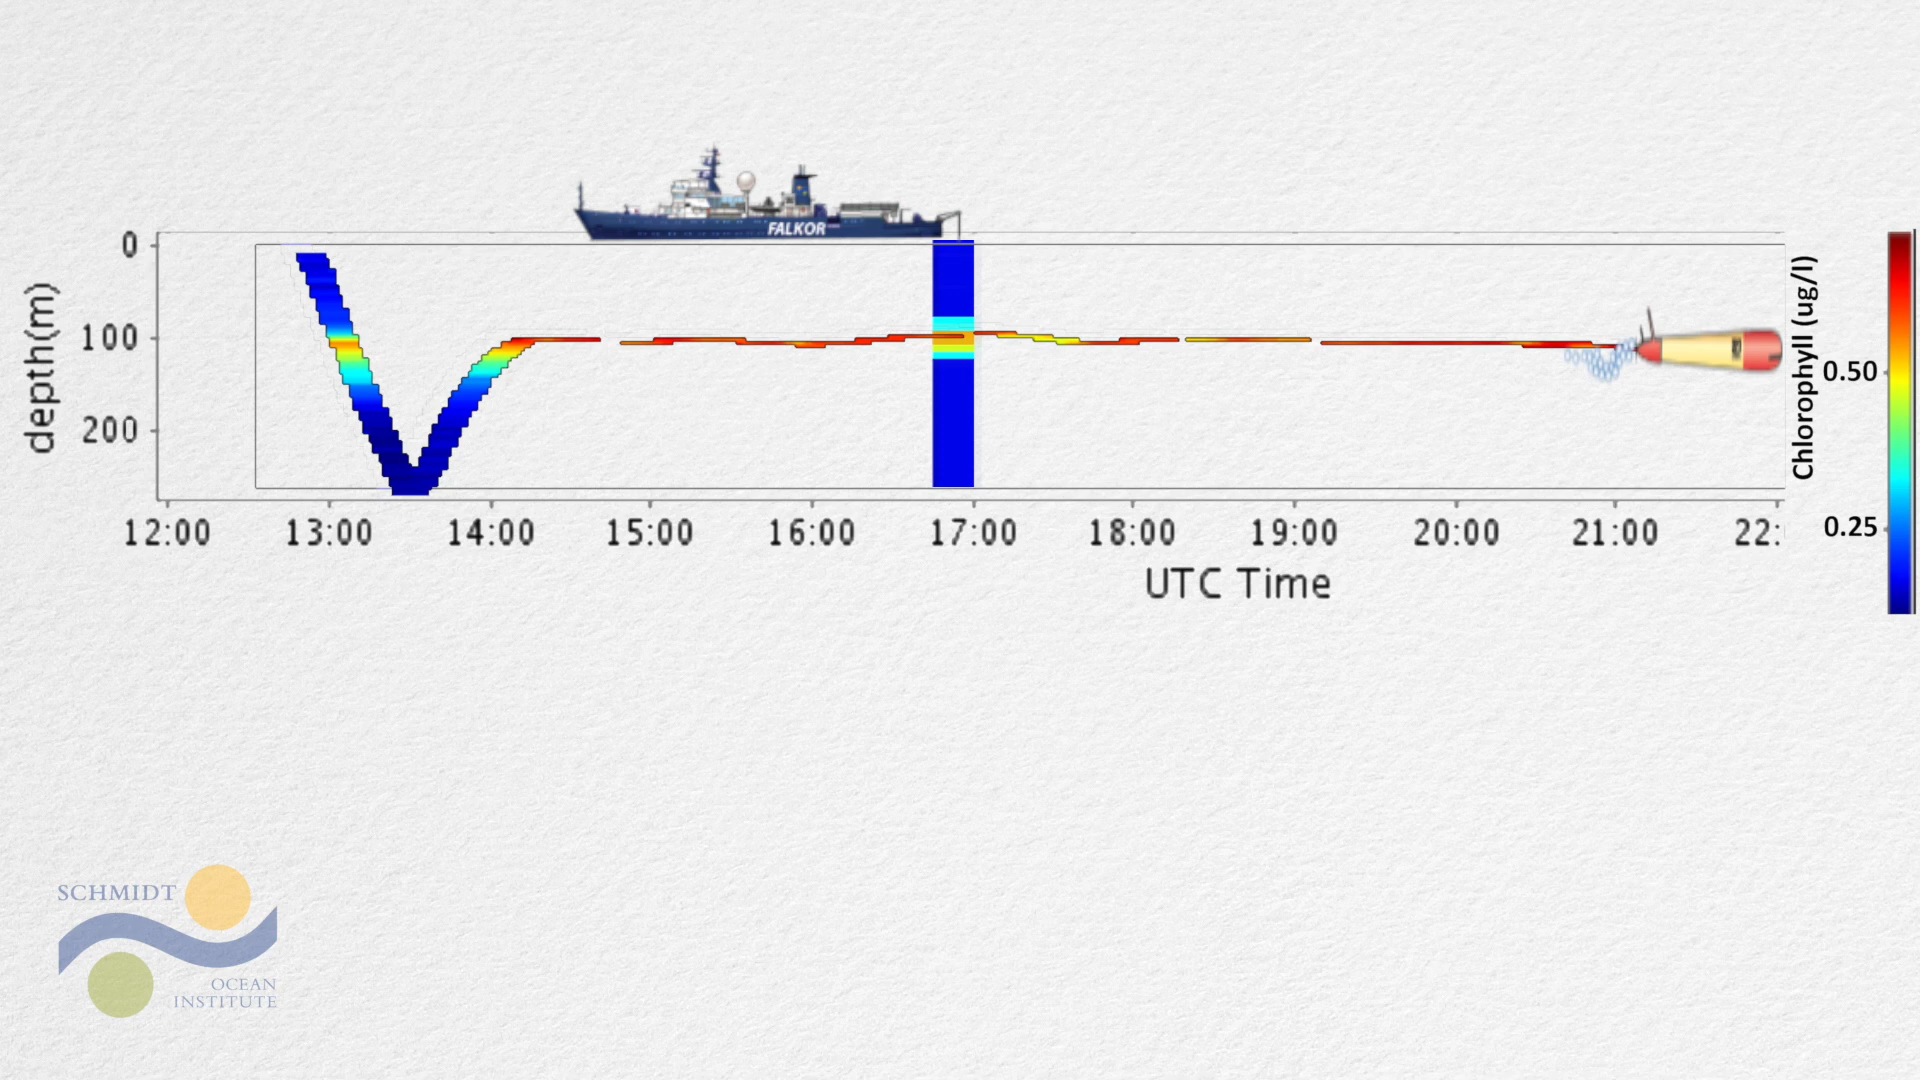 FALKOR
0
100
200
depth(m)
12:00 13:00 14:00 15:00 16:00 17:00 18:00 19:00 20:00 21:00 22:
UTC Time
Chlorophyll (ug/l)
0.50
0.25
SCHMIDT
OCEAN
INSTITUTE